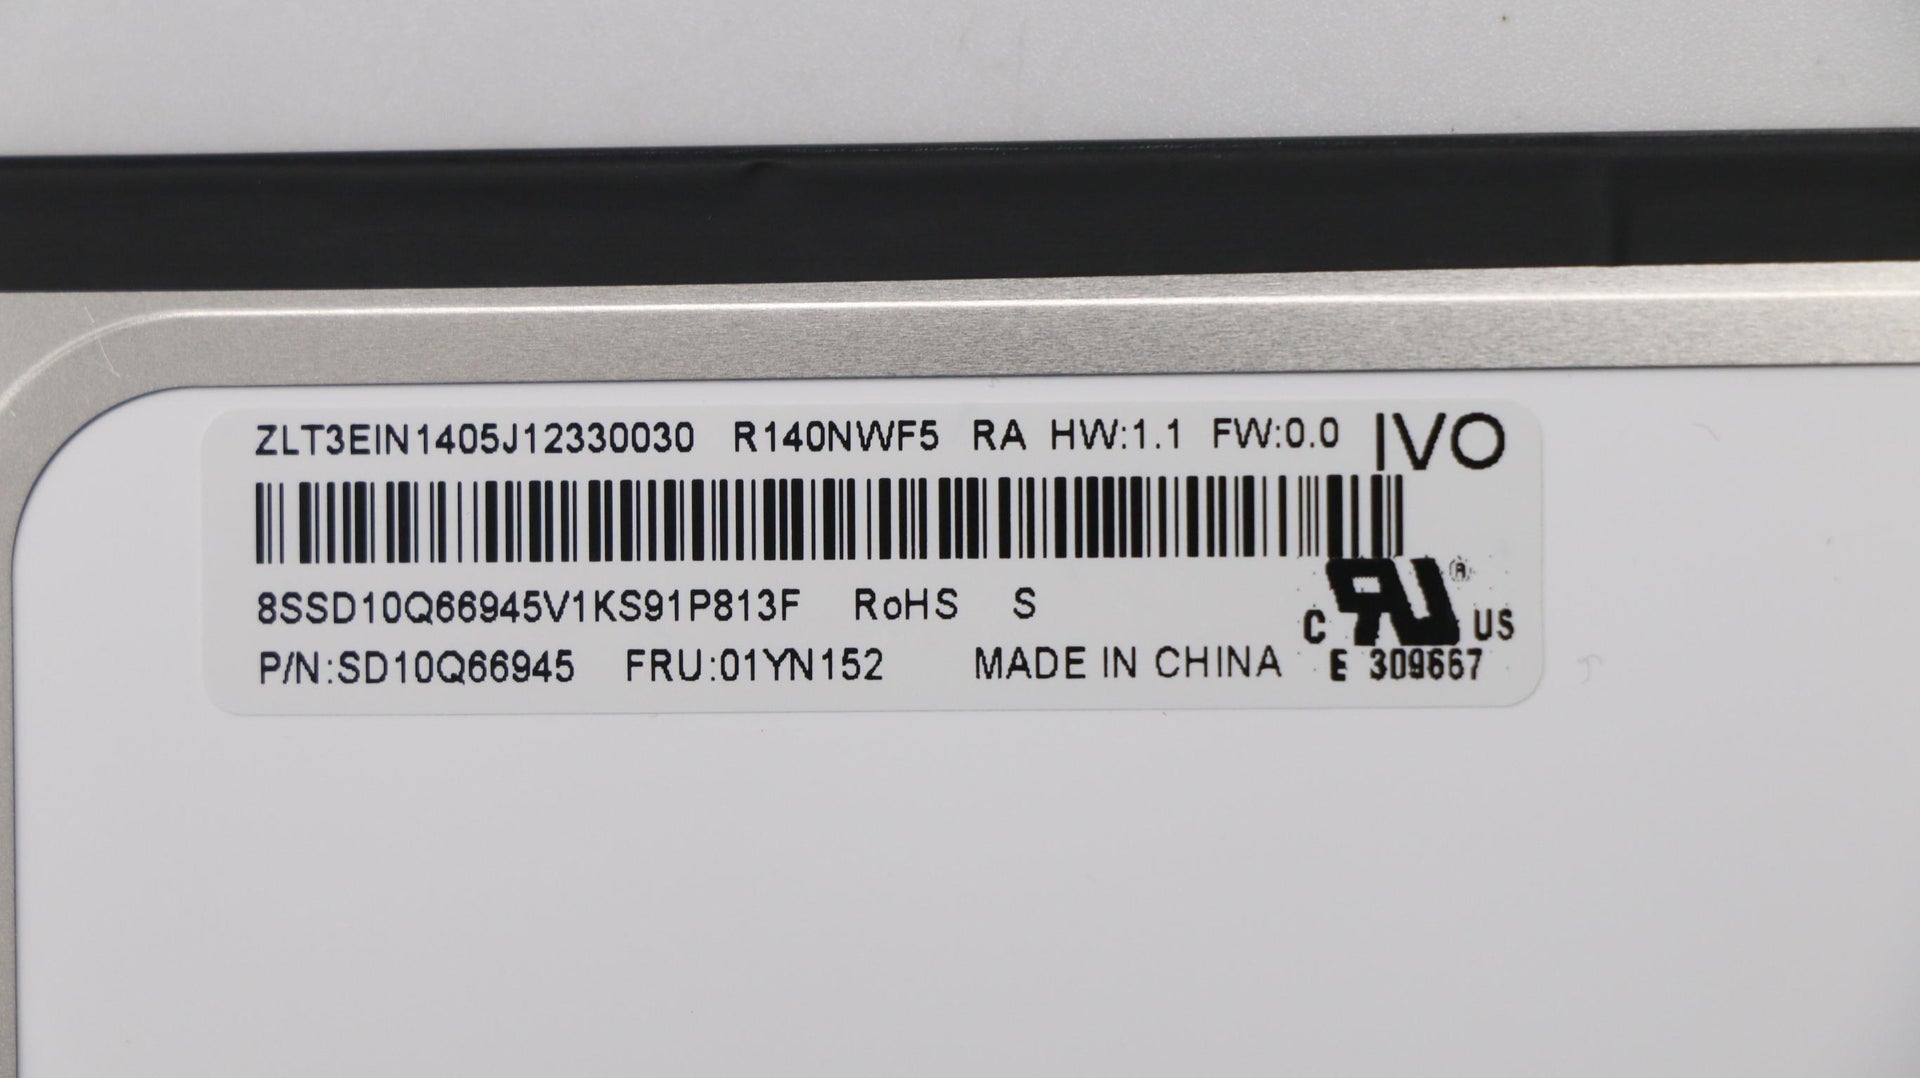 ZLT3EIN1405J12330030 R140NWF5 RA HW:1.1 FW:0.0 IVO
8SSD10Q66945V1KS91P813F RoHS S
C RU ® US
P/N:SD10Q66945 FRU:01YN152 MADE IN CHINA E 309667